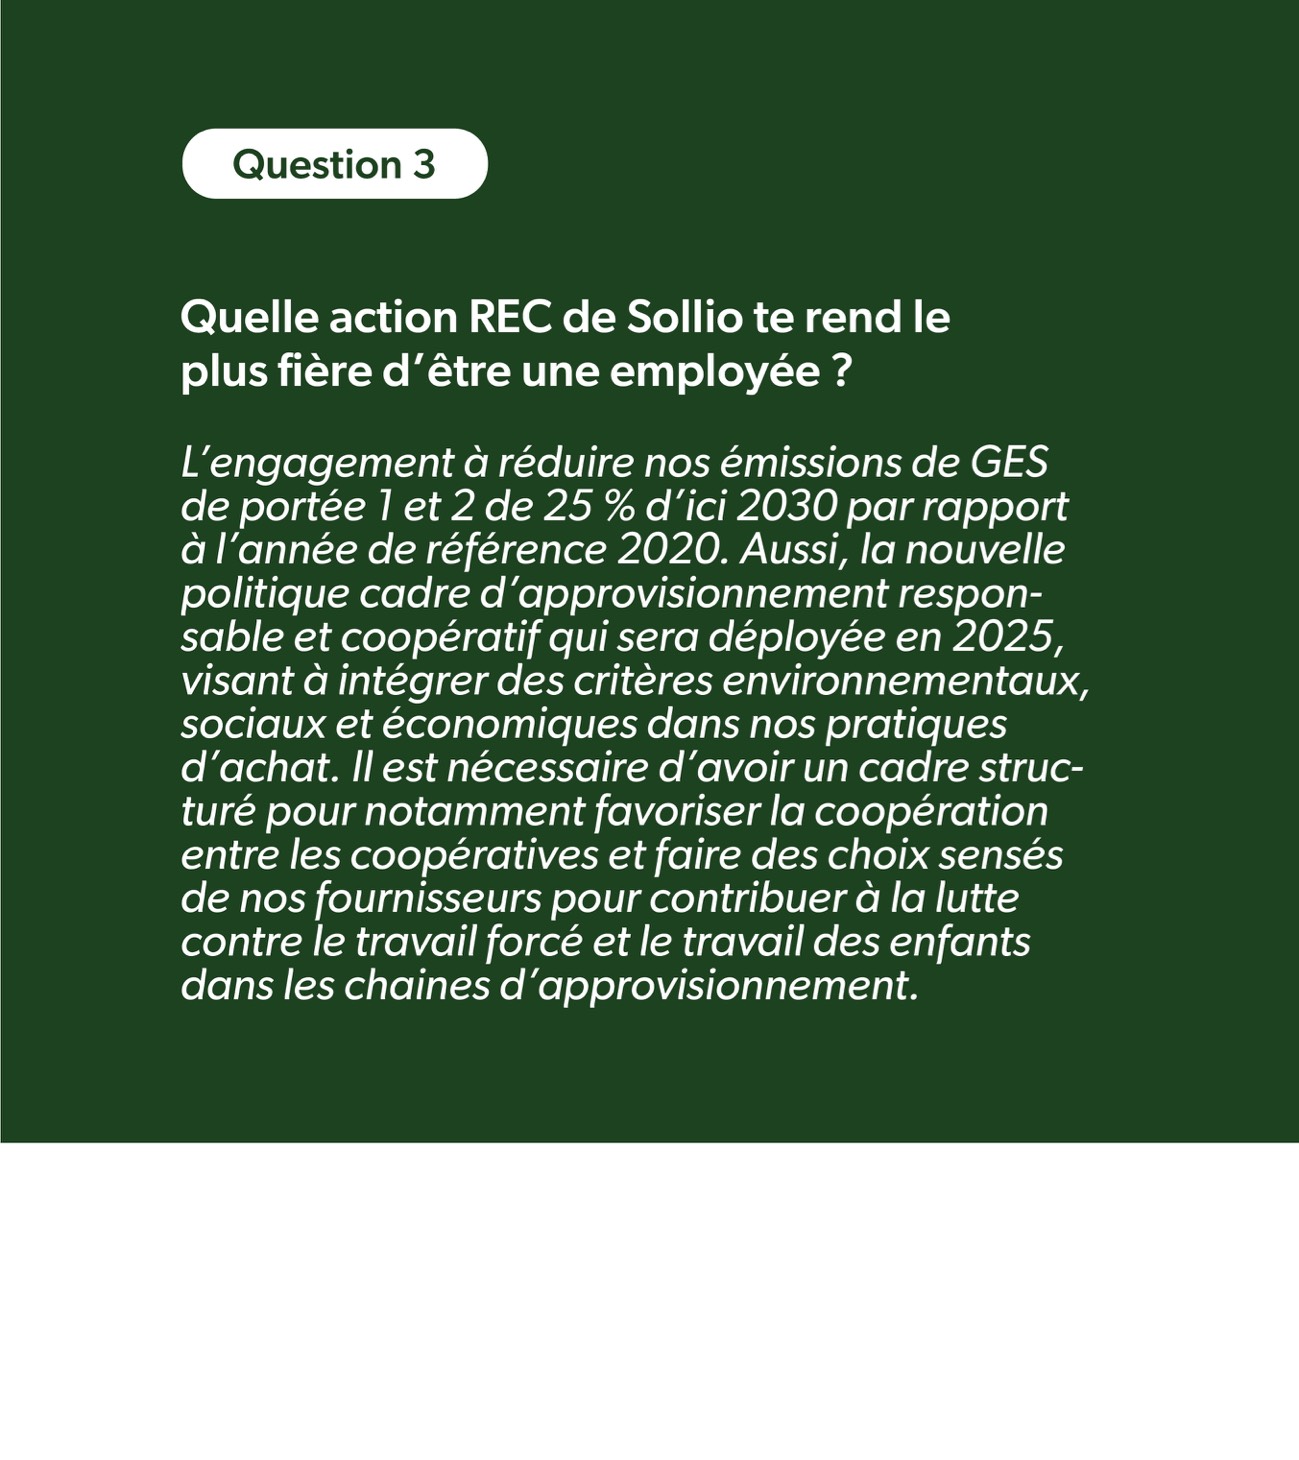 Question 3
Quelle action REC de Sollio te rend le
plus fière d’être une employée ?
L’engagement à réduire nos émissions de GES
de portée 1 et 2 de 25 % d’ici 2030 par rapport
à l’année de référence 2020. Aussi, la nouvelle
politique cadre d’approvisionnement respon-
sable et coopératif qui sera déployée en 2025,
visant à intégrer des critères environnementaux,
sociaux et économiques dans nos pratiques
d’achat. Il est nécessaire d’avoir un cadre struc-
turé pour notamment favoriser la coopération
entre les coopératives et faire des choix sensés
de nos fournisseurs pour contribuer à la lutte
contre le travail forcé et le travail des enfants
dans les chaines d’approvisionnement.